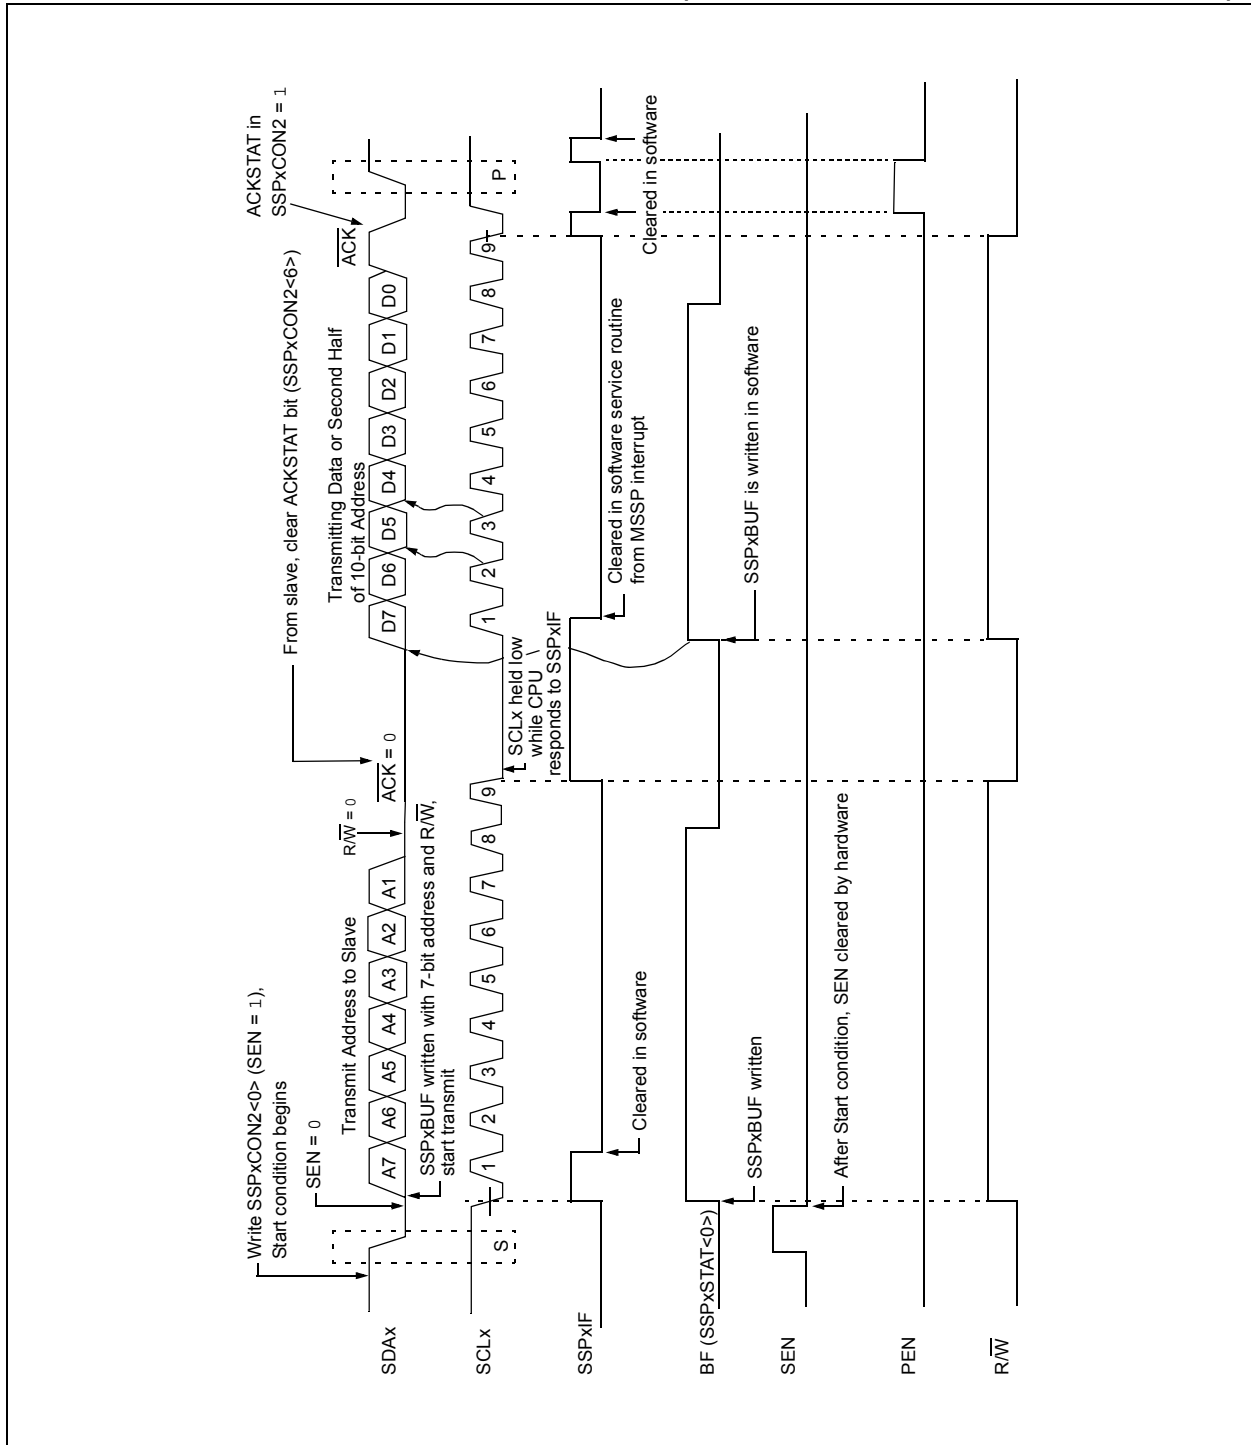 Write SSPxCON2<0> (SEN = 1),
Start condition begins
SEN = 0
Transmit Address to Slave
From slave, clear ACKSTAT bit (SSPxCON2<6>)
R/W = 0
ACK = 0
Transmitting Data or Second Half
of 10-bit Address
ACK
ACKSTAT in
SSPxCON2 = 1
SDAx
A7 A6 A5 A4 A3 A2 A1
D7 D6 D5 D4 D3 D2 D1 D0
SSPxBUF written with 7-bit address and R/W,
start transmit
SCLx
S
1 2 3 4 5 6 7 8 9
1 2 3 4 5 6 7 8 9
P
SCLx held low
while CPU
responds to SSPxIF
SSPxIF
Cleared in software
Cleared in software service routine
from MSSP interrupt
Cleared in software
BF (SSPxSTAT<0>)
SSPxBUF written
SSPxBUF is written in software
SEN
After Start condition, SEN cleared by hardware
PEN
R/W